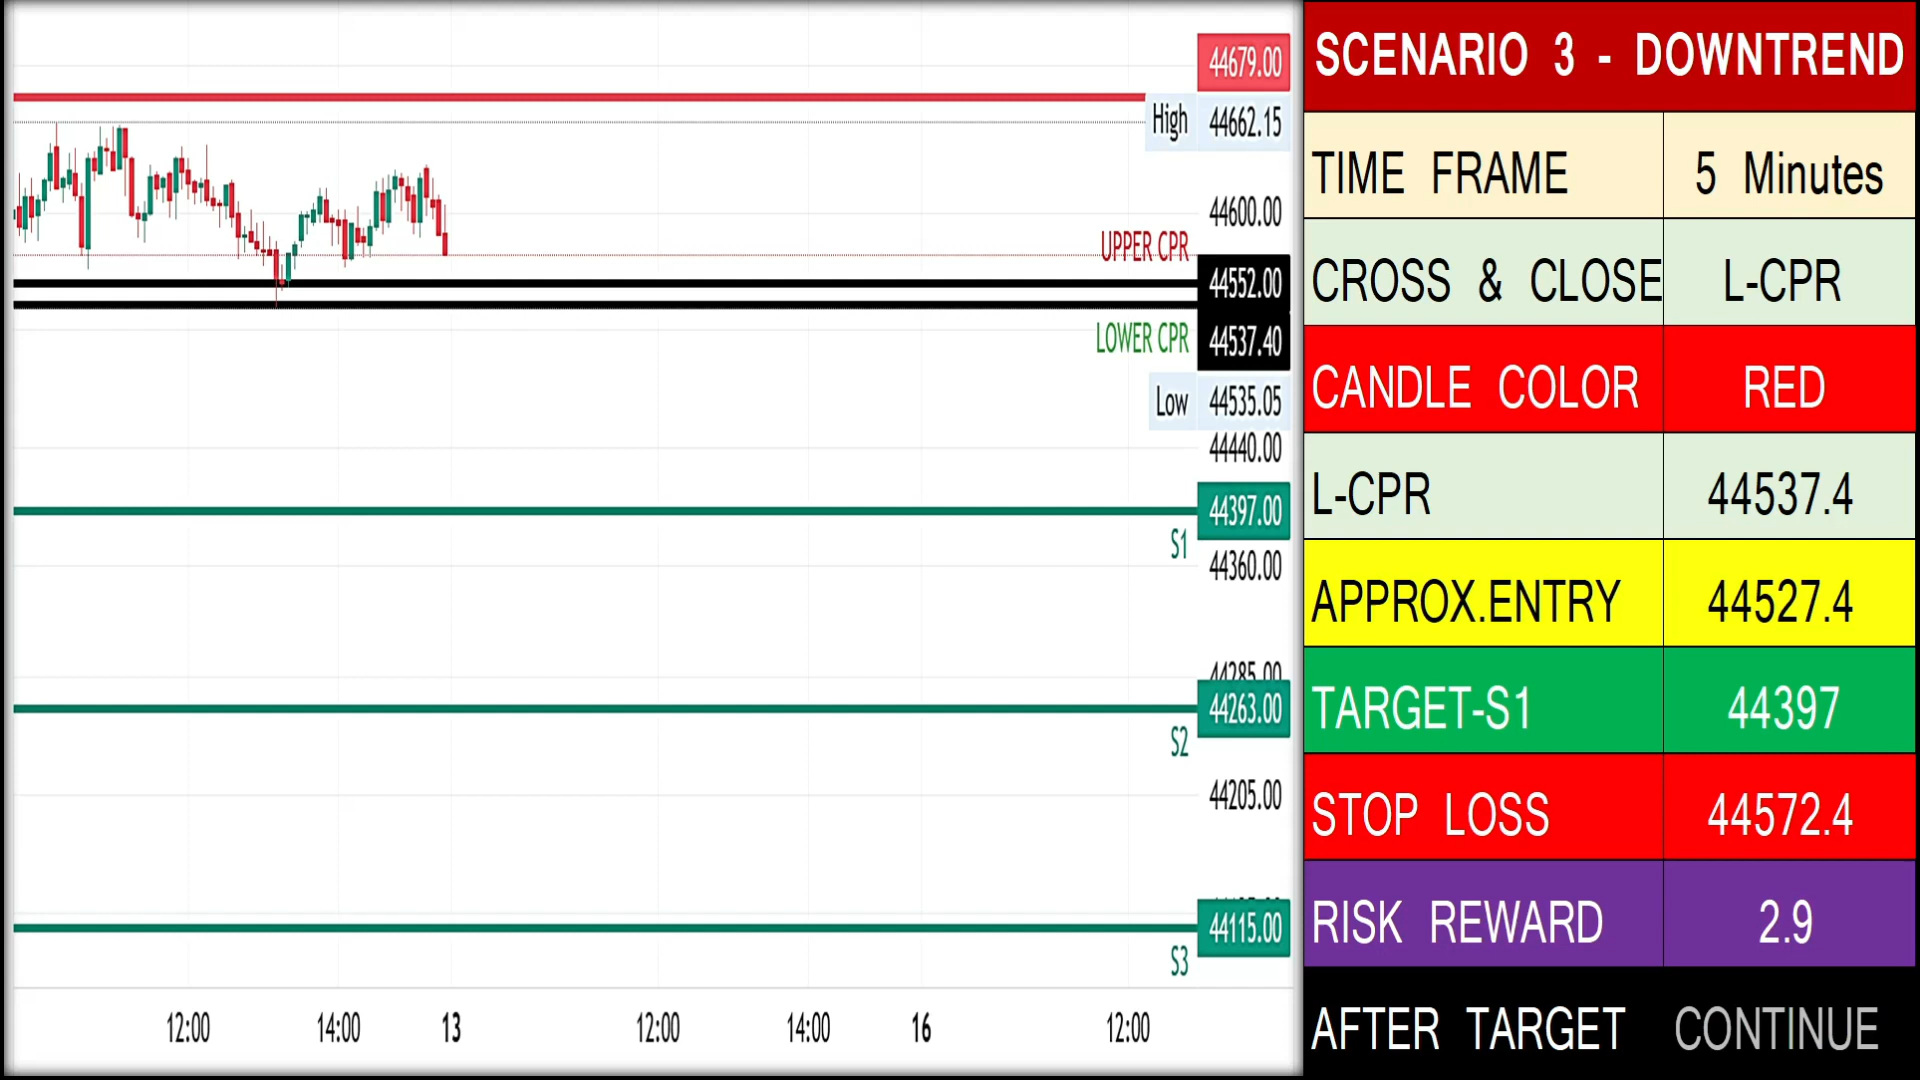 44679.00
High 44662.15
44600.00
UPPER CPR
44552.00
LOWER CPR 44537.40
Low 44535.05
44440.00
44397.00
S1
44360.00
44285.00
44263.00
S2
44205.00
44115.00
S3
12:00 14:00 13 12:00 14:00 16 12:00
SCENARIO 3 - DOWNTREND
TIME FRAME 5 Minutes
CROSS & CLOSE L-CPR
CANDLE COLOR RED
L-CPR 44537.4
APPROX.ENTRY 44527.4
TARGET-S1 44397
STOP LOSS 44572.4
RISK REWARD 2.9
AFTER TARGET CONTINUE